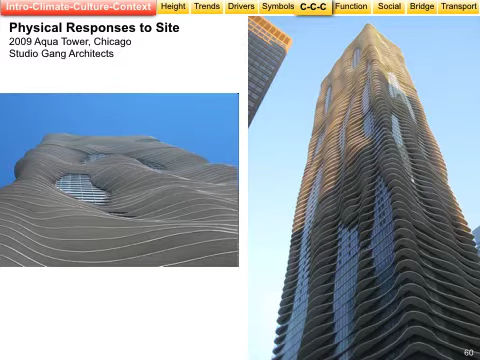 Intro-Climate-Culture-Context Height Trends Drivers Symbols C-C-C Function Social Bridge Transport
Physical Responses to Site
2009 Aqua Tower, Chicago
Studio Gang Architects
60